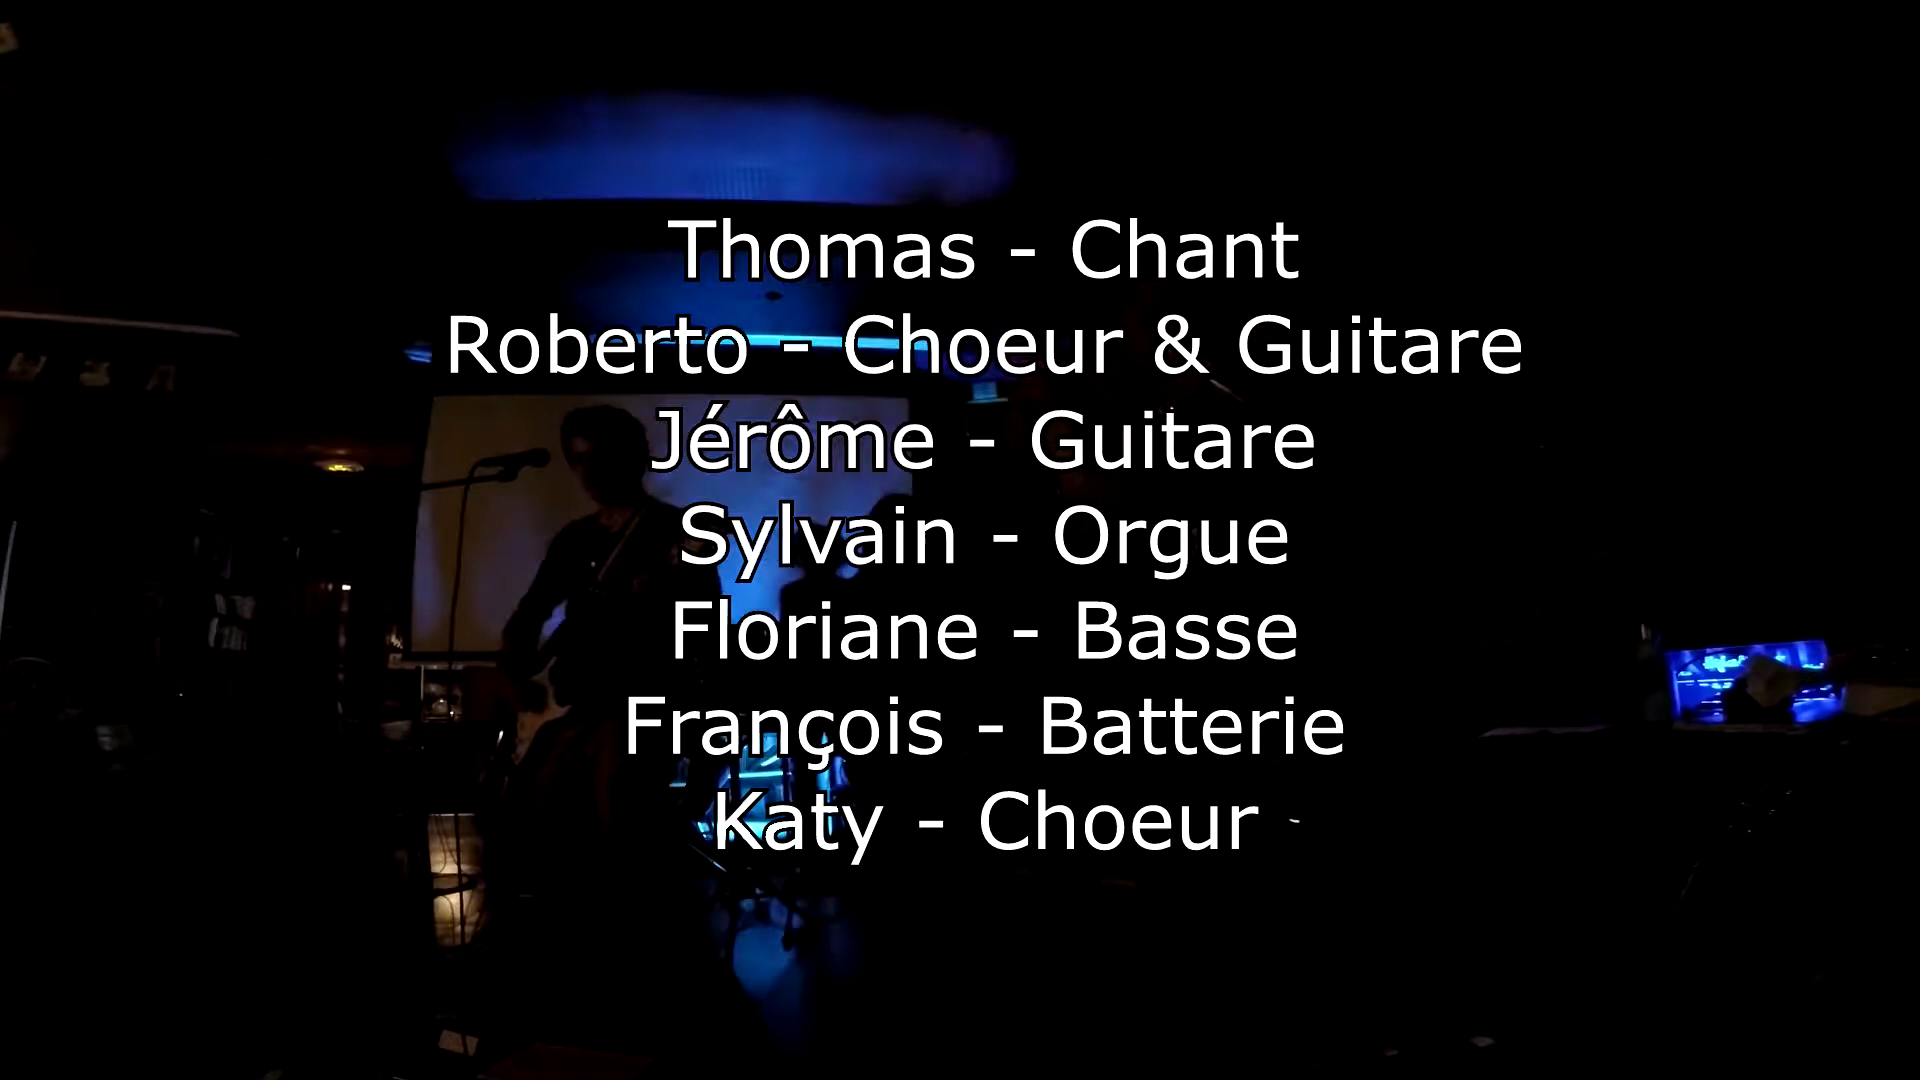 Thomas - Chant
Roberto - Choeur & Guitare
Jérôme - Guitare
Sylvain - Orgue
Floriane - Basse
François - Batterie
Katy - Choeur